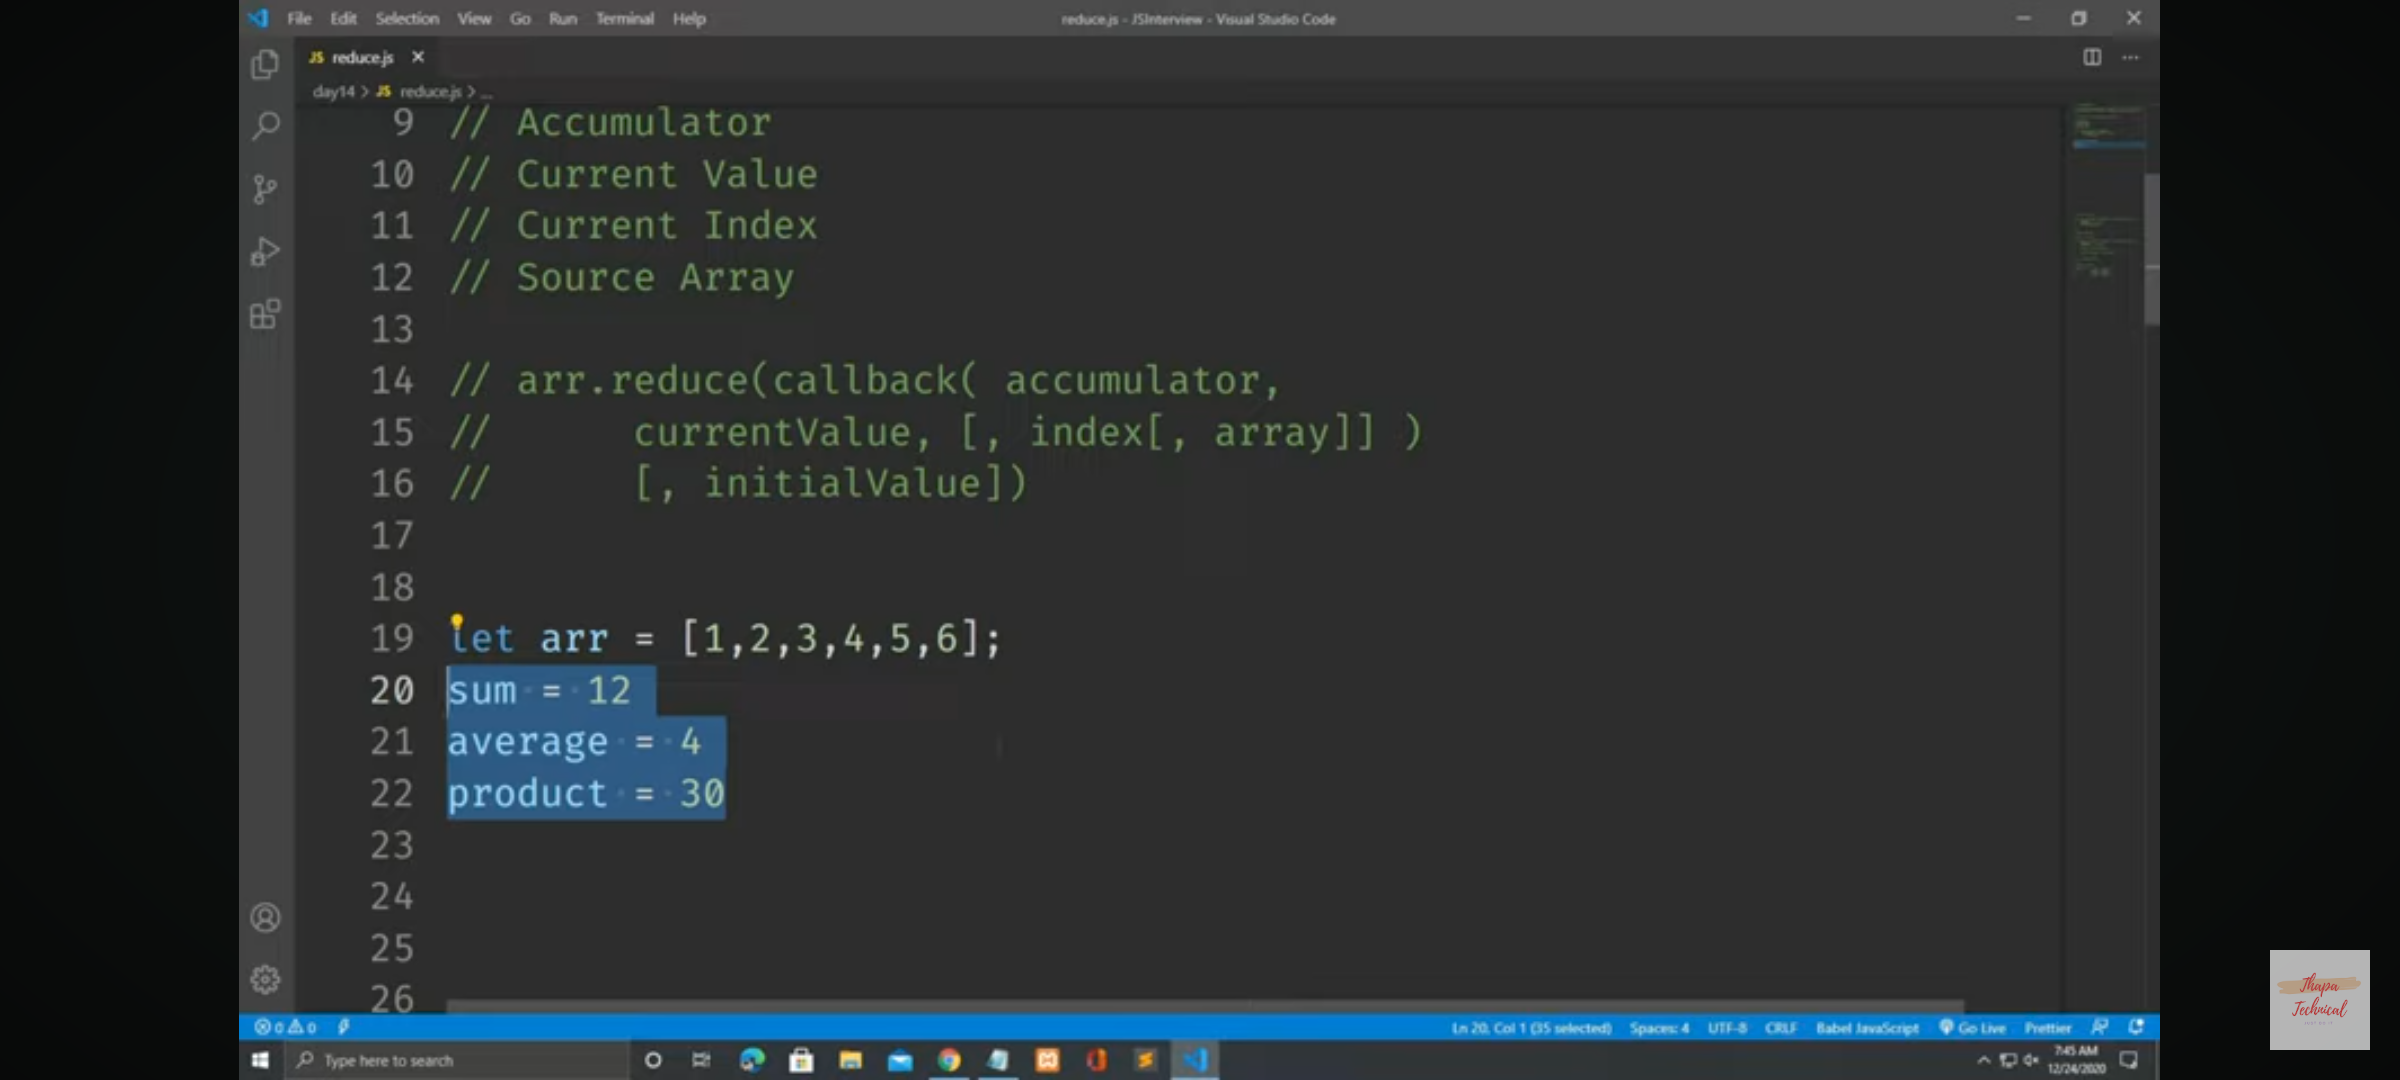 File Edit Selection View Go Run Terminal Help
reduce.js - JSInterview - Visual Studio Code
JS reduce.js
day14 > JS reduce.js > ...
9 // Accumulator
10 // Current Value
11 // Current Index
12 // Source Array
13
14 // arr.reduce(callback( accumulator,
15 // currentValue, [, index[, array]] )
16 // [, initialValue])
17
18
19 let arr = [1,2,3,4,5,6];
20 sum = 12
21 average = 4
22 product = 30
23
24
25
26
0 0 Ln 20, Col 1 (35 selected) Spaces: 4 UTF-8 CRLF Babel JavaScript Go Live Prettier
Type here to search
7:45 AM
12/24/2020
Thapa
Technical